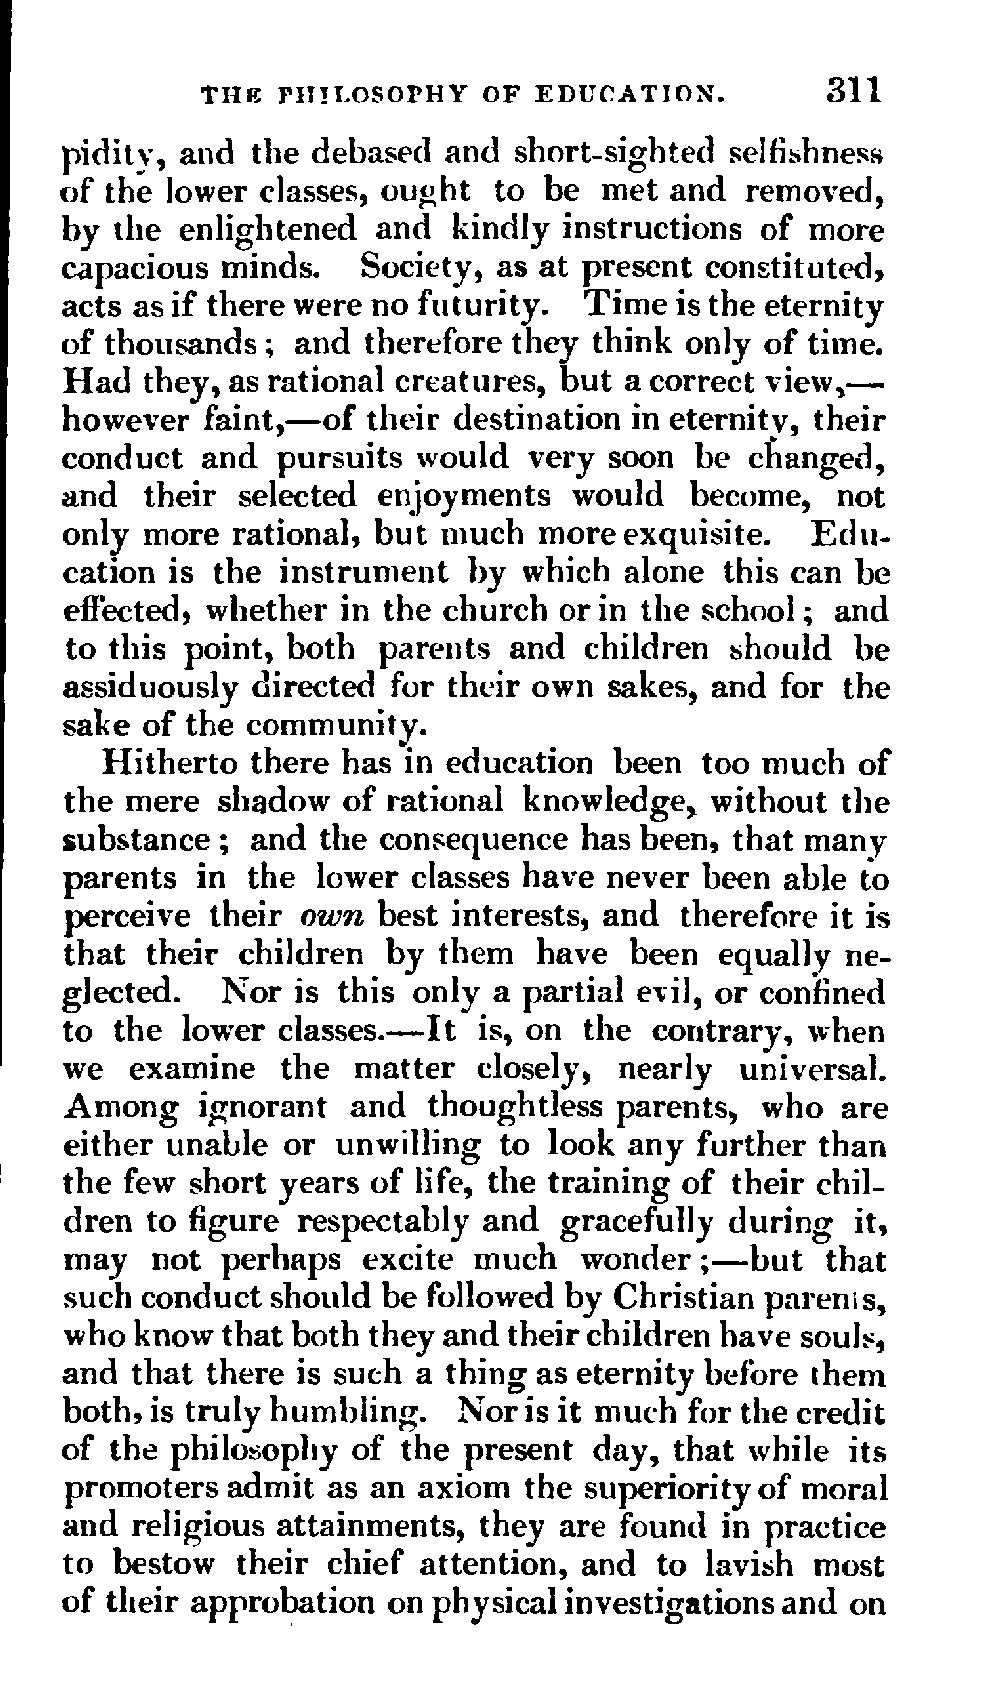 THE PHILOSOPHY OF EDUCATION. 311
pidity, and the debased and short-sighted selfishness
of the lower classes, ought to be met and removed,
by the enlightened and kindly instructions of more
capacious minds. Society, as at present constituted,
acts as if there were no futurity. Time is the eternity
of thousands; and therefore they think only of time.
Had they, as rational creatures, but a correct view,—
however faint,—of their destination in eternity, their
conduct and pursuits would very soon be changed,
and their selected enjoyments would become, not
only more rational, but much more exquisite. Edu-
cation is the instrument by which alone this can be
effected, whether in the church or in the school; and
to this point, both parents and children should be
assiduously directed for their own sakes, and for the
sake of the community.
Hitherto there has in education been too much of
the mere shadow of rational knowledge, without the
substance; and the consequence has been, that many
parents in the lower classes have never been able to
perceive their own best interests, and therefore it is
that their children by them have been equally ne-
glected. Nor is this only a partial evil, or confined
to the lower classes.—It is, on the contrary, when
we examine the matter closely, nearly universal.
Among ignorant and thoughtless parents, who are
either unable or unwilling to look any further than
the few short years of life, the training of their chil-
dren to figure respectably and gracefully during it,
may not perhaps excite much wonder;—but that
such conduct should be followed by Christian parents,
who know that both they and their children have souls,
and that there is such a thing as eternity before them
both, is truly humbling. Nor is it much for the credit
of the philosophy of the present day, that while its
promoters admit as an axiom the superiority of moral
and religious attainments, they are found in practice
to bestow their chief attention, and to lavish most
of their approbation on physical investigations and on